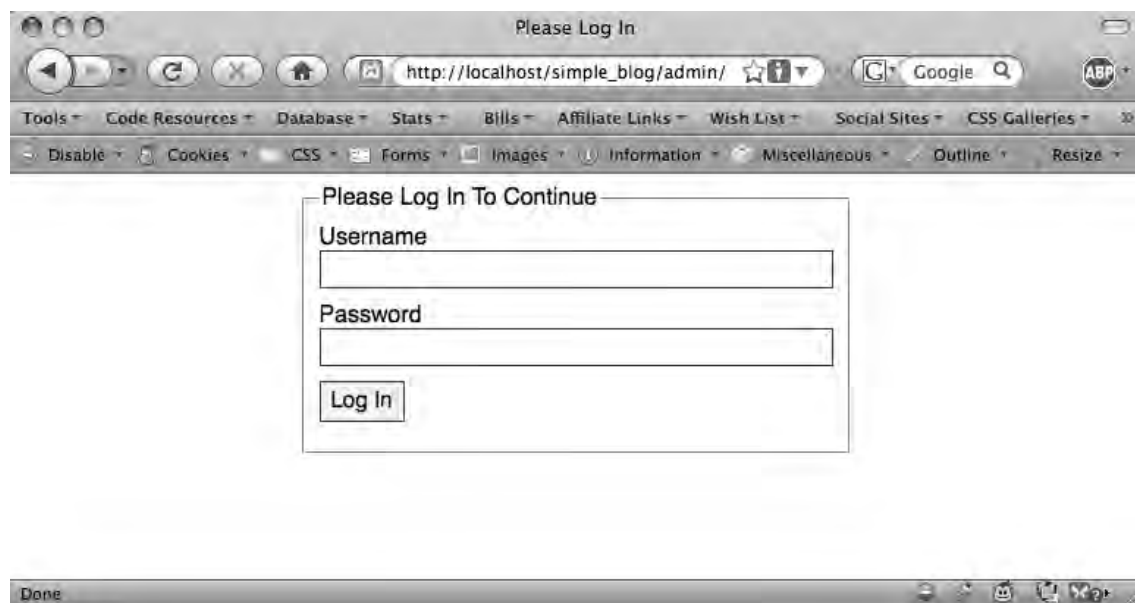 Please Log In
http://localhost/simple_blog/admin/
G Google
ABP
Tools Code Resources Database Stats Bills Affiliate Links Wish List Social Sites CSS Galleries
Disable Cookies CSS Forms Images Information Miscellaneous Outline Resize
Please Log In To Continue
Username
Password
Log In
Done